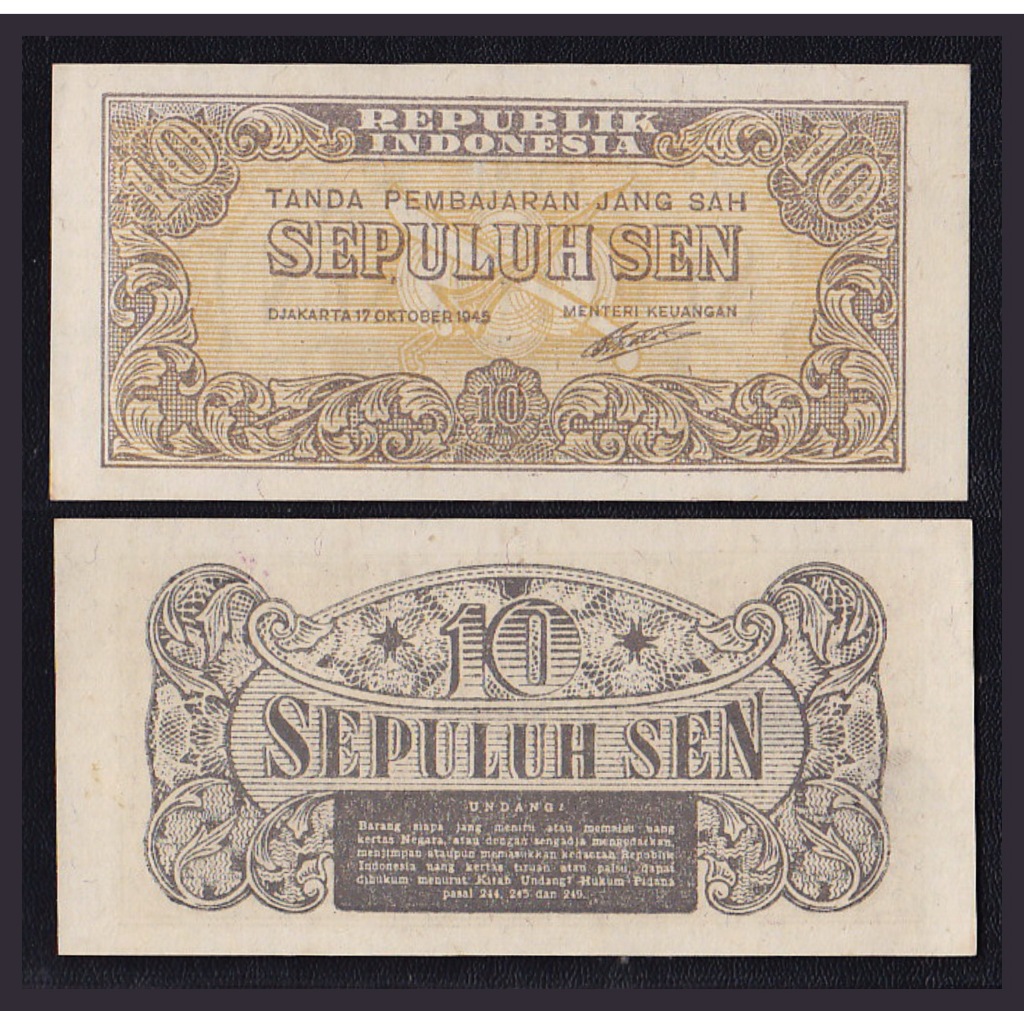 10
10
REPUBLIK
INDONESIA
TANDA PEMBAJARAN JANG SAH
SEPULUH SEN
DJAKARTA 17 OKTOBER 1945
MENTERI KEUANGAN
10
10
SEPULUH SEN
UNDANG²
Barang siapa jang meniru atau memalsu uang
kertas Negara, atau dengan sengadja mengedarkan,
menjimpan ataupun memasukkan kedaerah Republik
Indonesia uang kertas tiruan atau palsu, dapat
dihukum menurut Kitab Undang² Hukum Pidana
pasal 244, 245 dan 249.